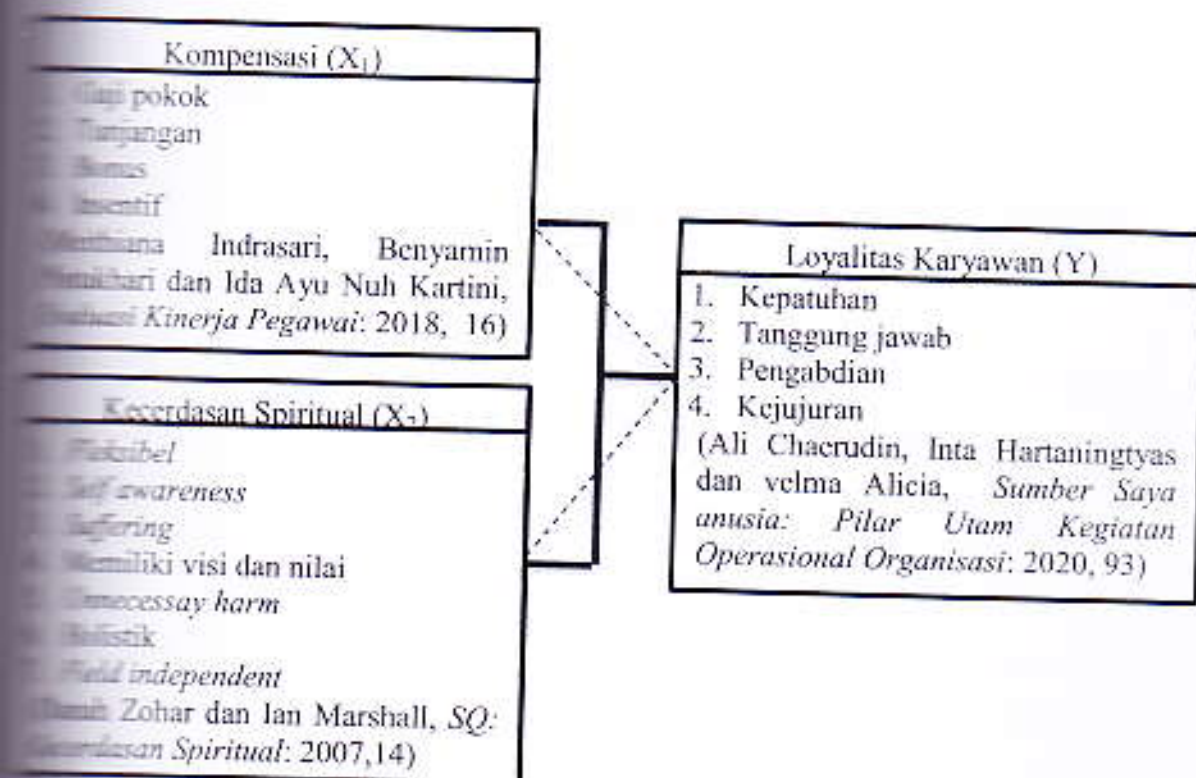 Kompensasi (X₁)
pokok
Tunjangan
Bonus
Insentif
Indrasari, Benyamin
dan Ida Ayu Nuh Kartini,
Kinerja Pegawai: 2018, 16)
Kecerdasan Spiritual (X₂)
Fleksibel
Self awareness
Suffering
Memiliki visi dan nilai
Unnecessay harm
Holistik
Field independent
Zohar dan Ian Marshall, SQ:
Kecerdasan Spiritual: 2007,14)
Loyalitas Karyawan (Y)
1. Kepatuhan
2. Tanggung jawab
3. Pengabdian
4. Kejujuran
(Ali Chaerudin, Inta Hartaningtyas
dan velma Alicia, Sumber Saya
anusia: Pilar Utam Kegiatan
Operasional Organisasi: 2020, 93)